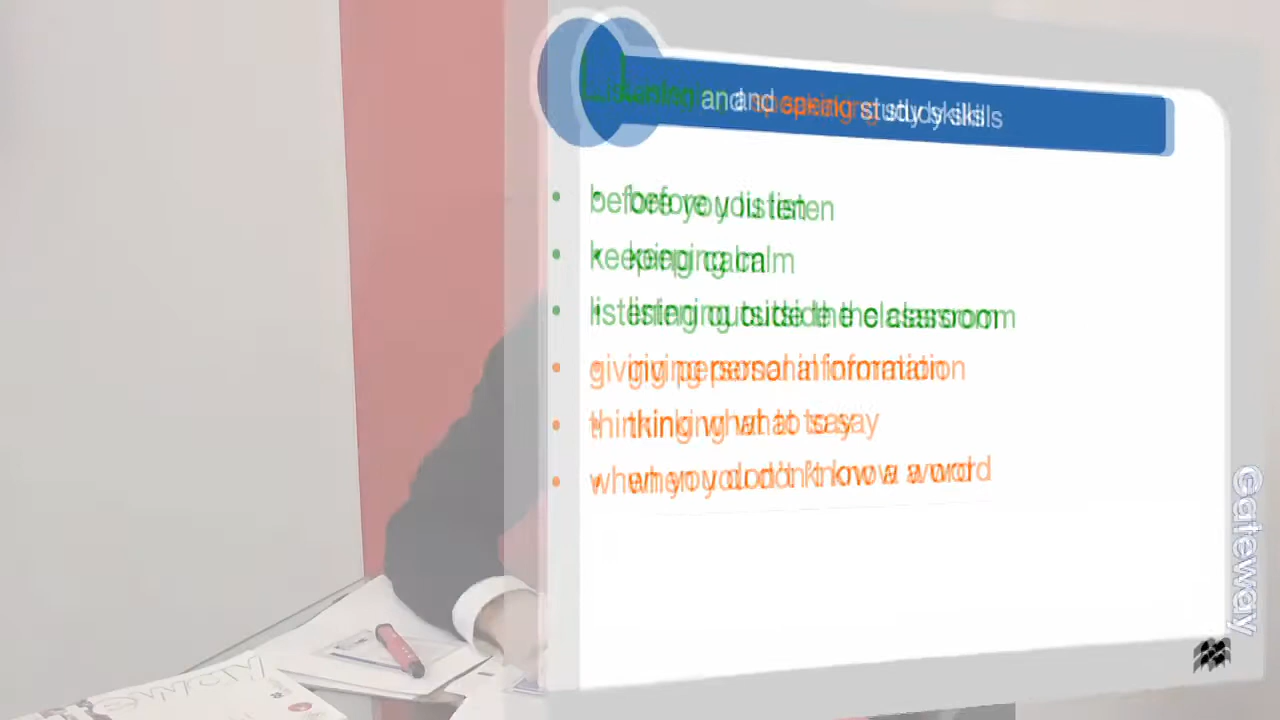 Listening and speaking study skills
• before you listen
• keeping calm
• listening outside the classroom
• giving personal information
• thinking what to say
• when you don't know a word
Gateway